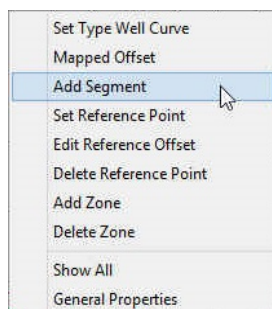 Set Type Well Curve
Mapped Offset
Add Segment
Set Reference Point
Edit Reference Offset
Delete Reference Point
Add Zone
Delete Zone
Show All
General Properties